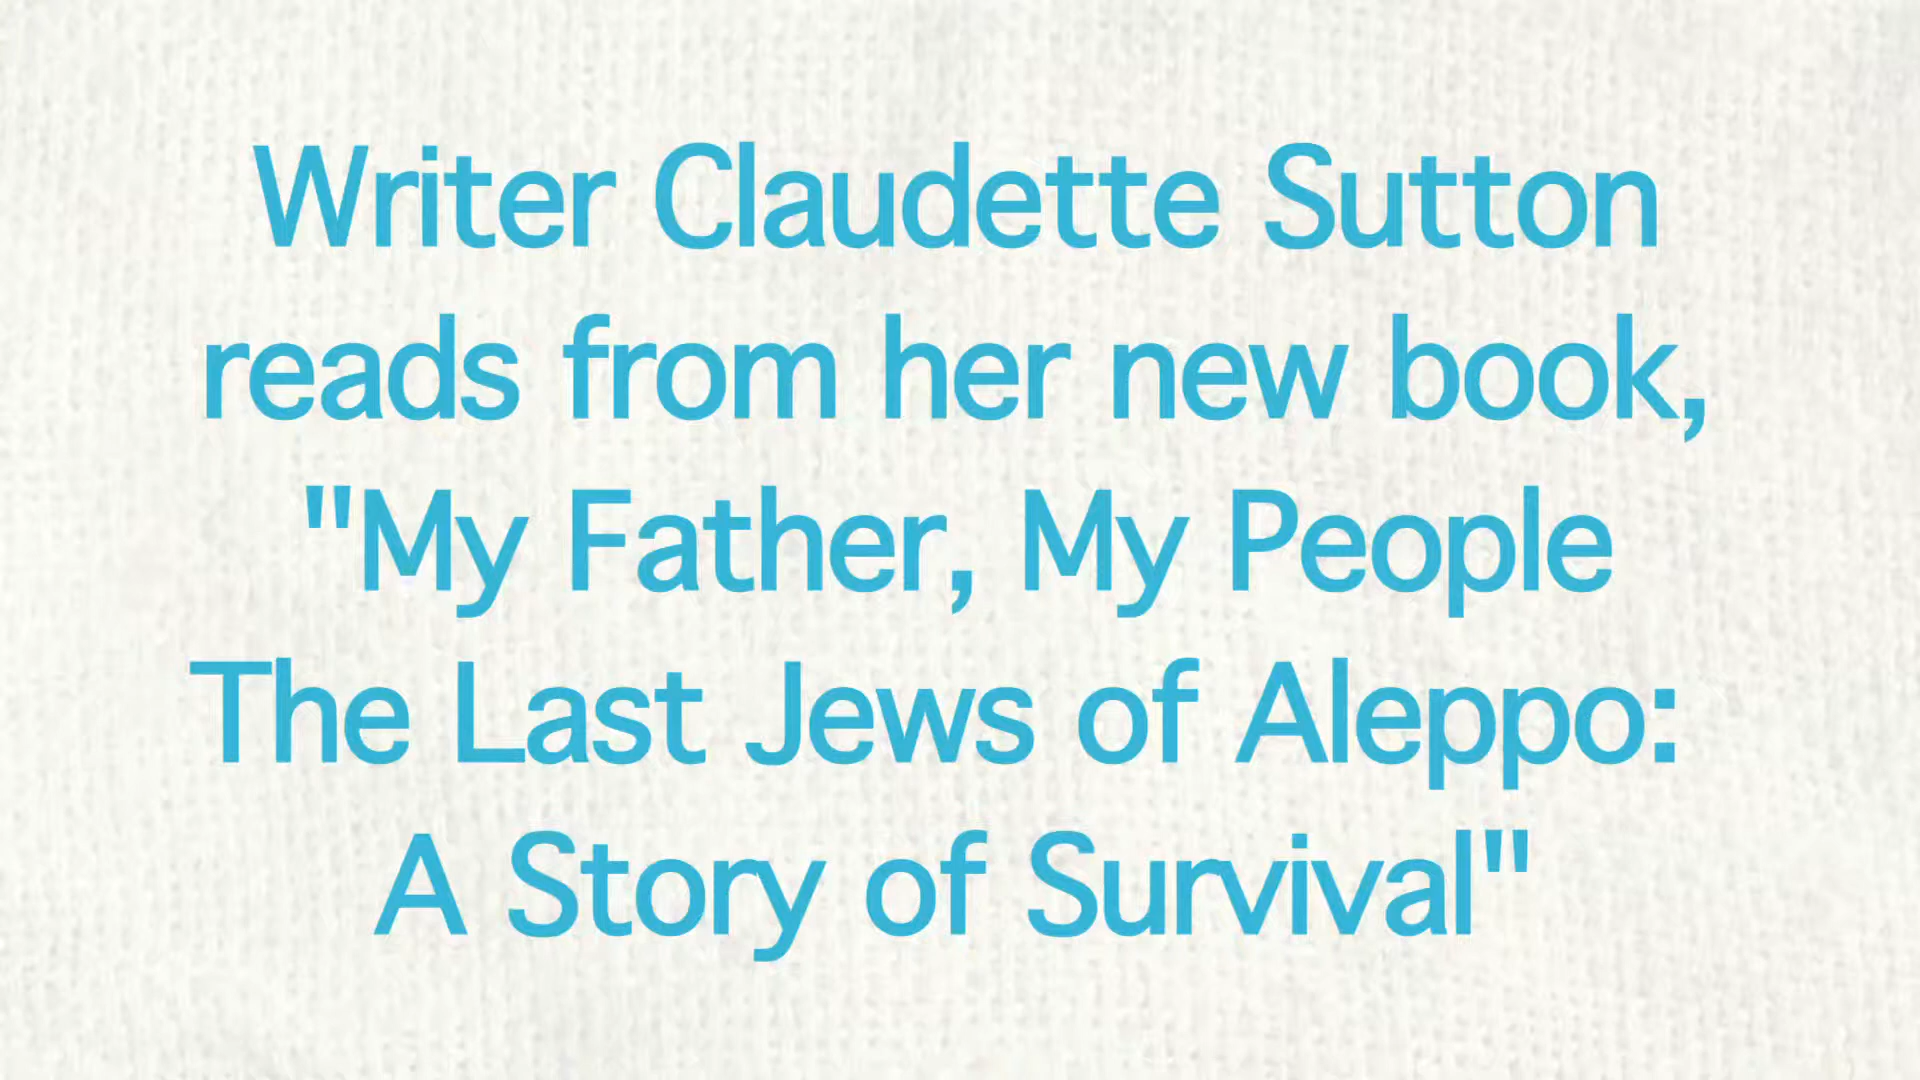 Writer Claudette Sutton
reads from her new book,
"My Father, My People
The Last Jews of Aleppo:
A Story of Survival"